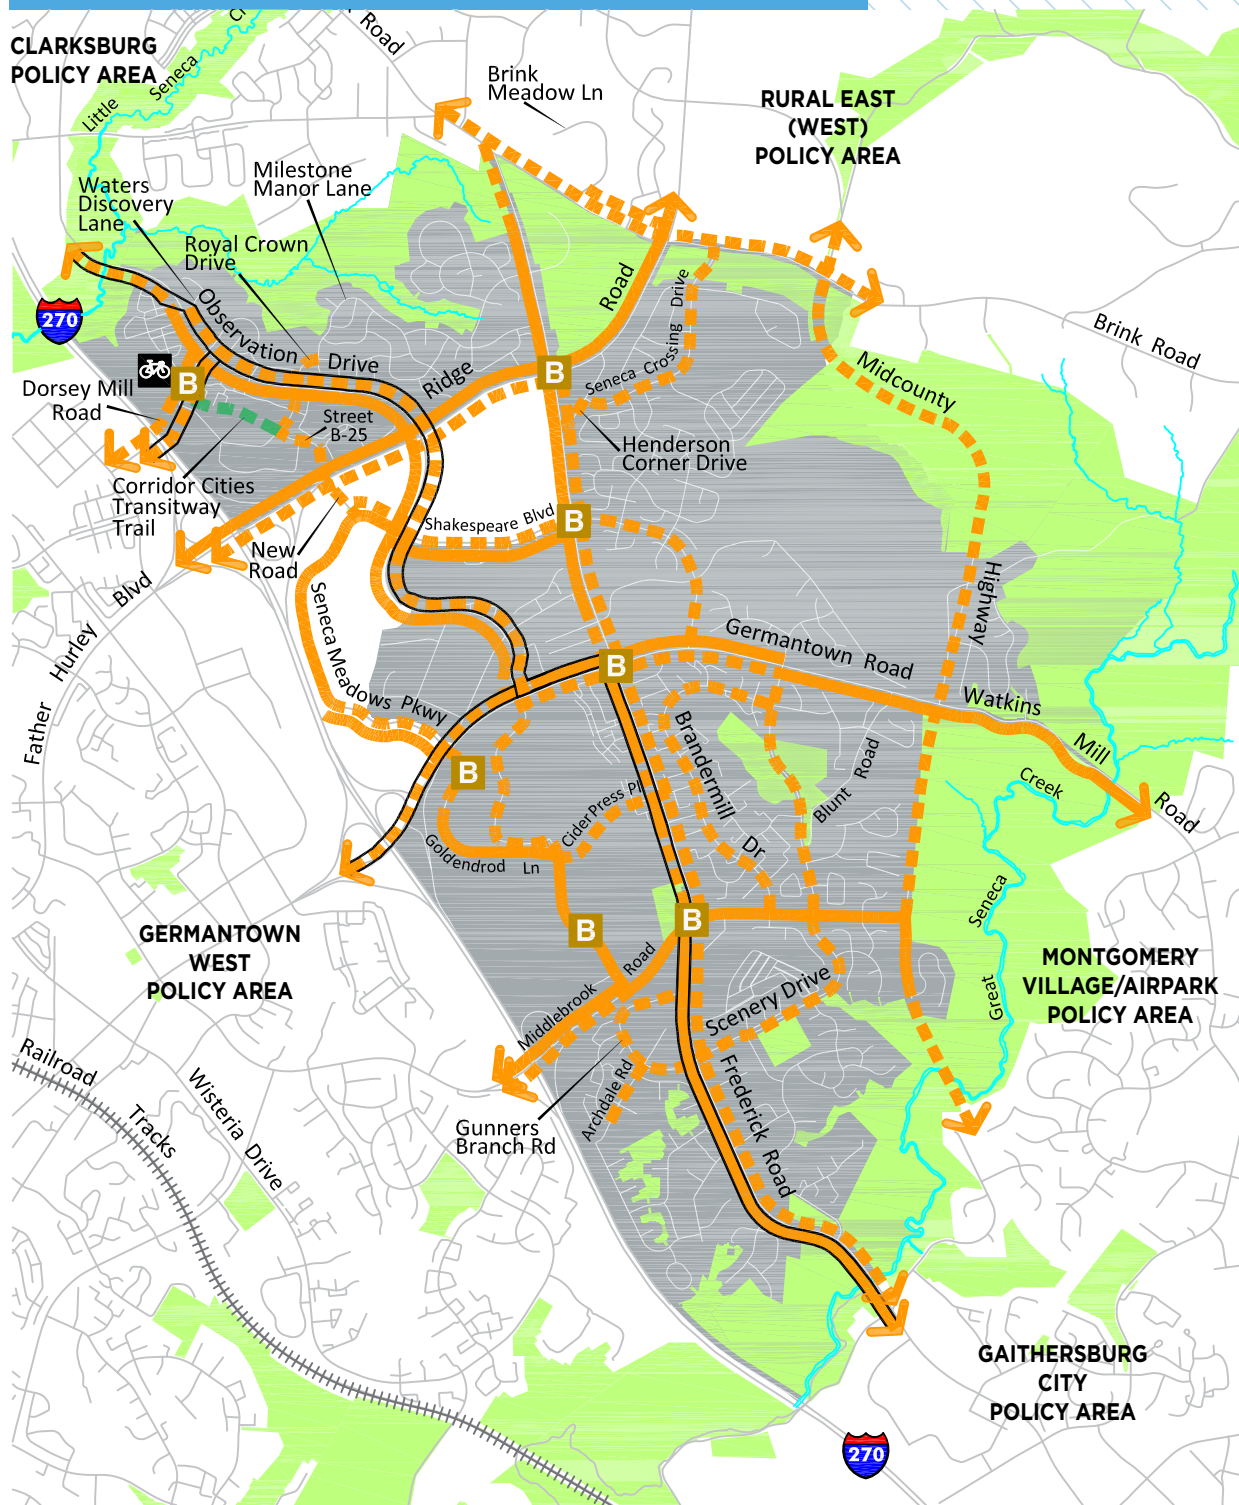 Road
CLARKSBURG
POLICY AREA
Seneca
Little
Brink
Meadow Ln
RURAL EAST
(WEST)
POLICY AREA
Waters
Discovery
Lane
Milestone
Manor Lane
Royal Crown
Drive
270
Observation Drive
Road
Seneca Crossing Drive
Brink Road
B
Ridge
B
Dorsey Mill
Road
Street
B-25
Midcounty
Highway
Henderson
Corner Drive
Corridor Cities
Transitway
Trail
Shakespeare Blvd
B
New
Road
Father Hurley Blvd
Seneca Meadows Pkwy
Germantown Road
B
Watkins
Mill
Road
Brandermill
Dr
Blunt Road
Creek
B
Cider Press Pl
Goldendrod Ln
Seneca
Great
B
B
GERMANTOWN
WEST
POLICY AREA
Middlebrook Road
Scenery Drive
MONTGOMERY
VILLAGE/AIRPARK
POLICY AREA
Railroad
Tracks
Wisteria Drive
Archdale Rd
Gunners
Branch Rd
Frederick Road
GAITHERSBURG
CITY
POLICY AREA
270